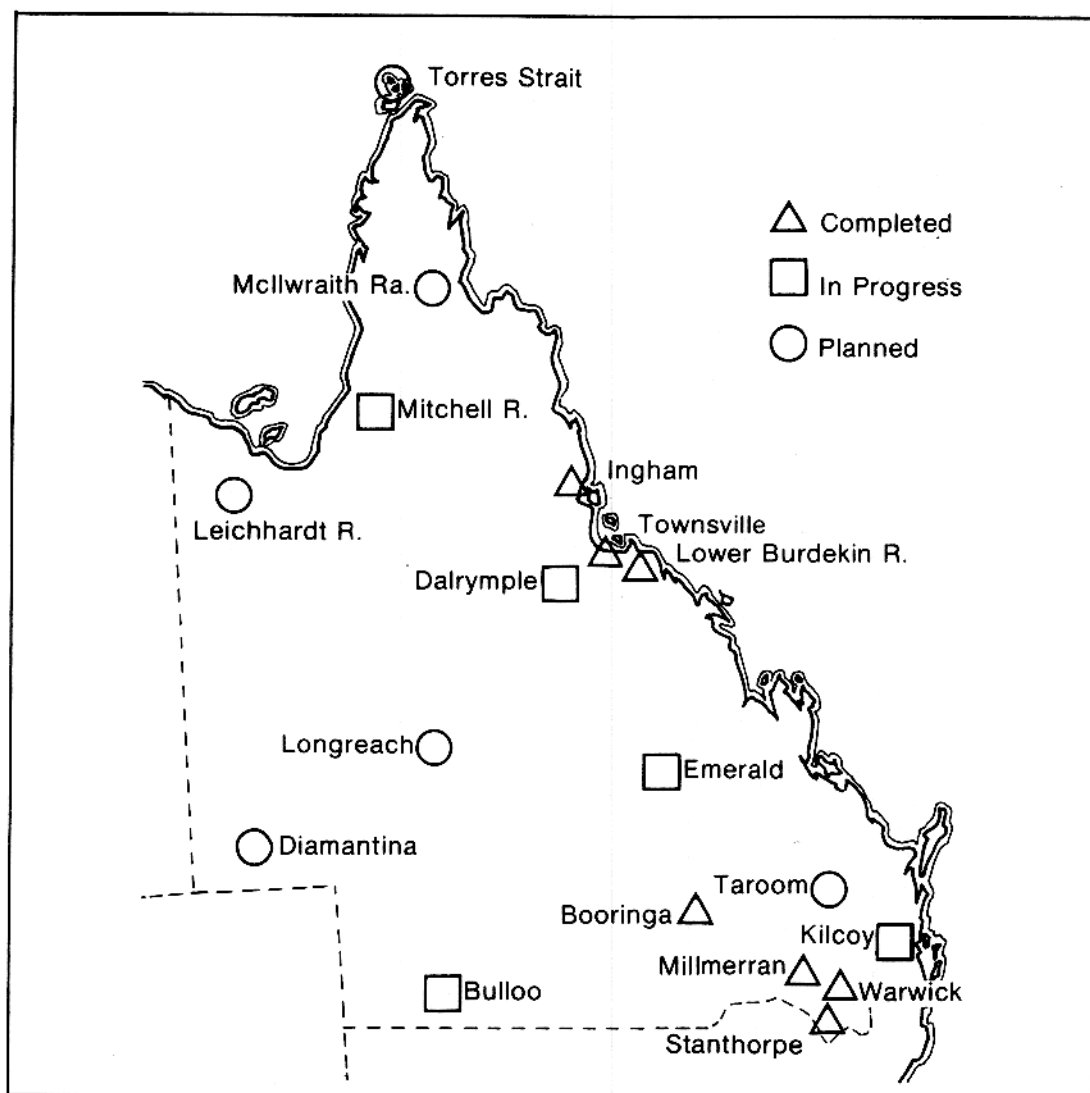 Torres Strait
Completed
In Progress
Planned
McIlwraith Ra.
Mitchell R.
Ingham
Leichhardt R.
Townsville
Lower Burdekin R.
Dalrymple
Longreach
Emerald
Diamantina
Taroom
Booringa
Kilcoy
Millmerran
Bulloo
Warwick
Stanthorpe